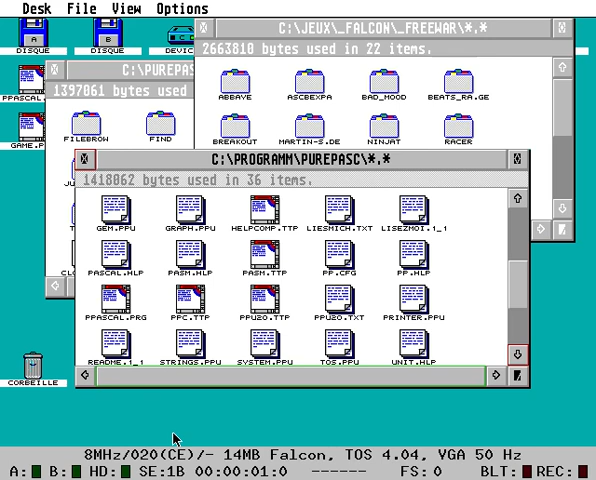 Desk File View Options
DISQUE DISQUE DEVIC
C:\JEUX\_FALCON\_FREEWAR\*.*
2663810 bytes used in 22 items.
C:\PUREPAS
1397061 bytes used
ABBAYE ASCBEXPA BAD_MOOD BEATS_RA.GE
PPASCAL.
FILEBROW FIND
BREAKOUT MARTIN-S.DE NINJAT RACER
GAME.P
C:\PROGRAMM\PUREPASC\*.*
1418062 bytes used in 36 items.
GEM.PPU GRAPH.PPU HELPCOMP.TTP LIESMICH.TXT LISEZMOI.1_1
PASCAL.HLP PASM.HLP PASM.TTP PP.CFG PP.HLP
PPASCAL.PRG PPC.TTP PPU2O.TTP PPU2O.TXT PRINTER.PPU
README.1_1 STRINGS.PPU SYSTEM.PPU TOS.PPU UNIT.HLP
CORBEILLE
8MHz/020(CE)/- 14MB Falcon, TOS 4.04, VGA 50 Hz
A: B: HD: SE:1B 00:00:01:0 ------ FS: 0 BLT: REC: